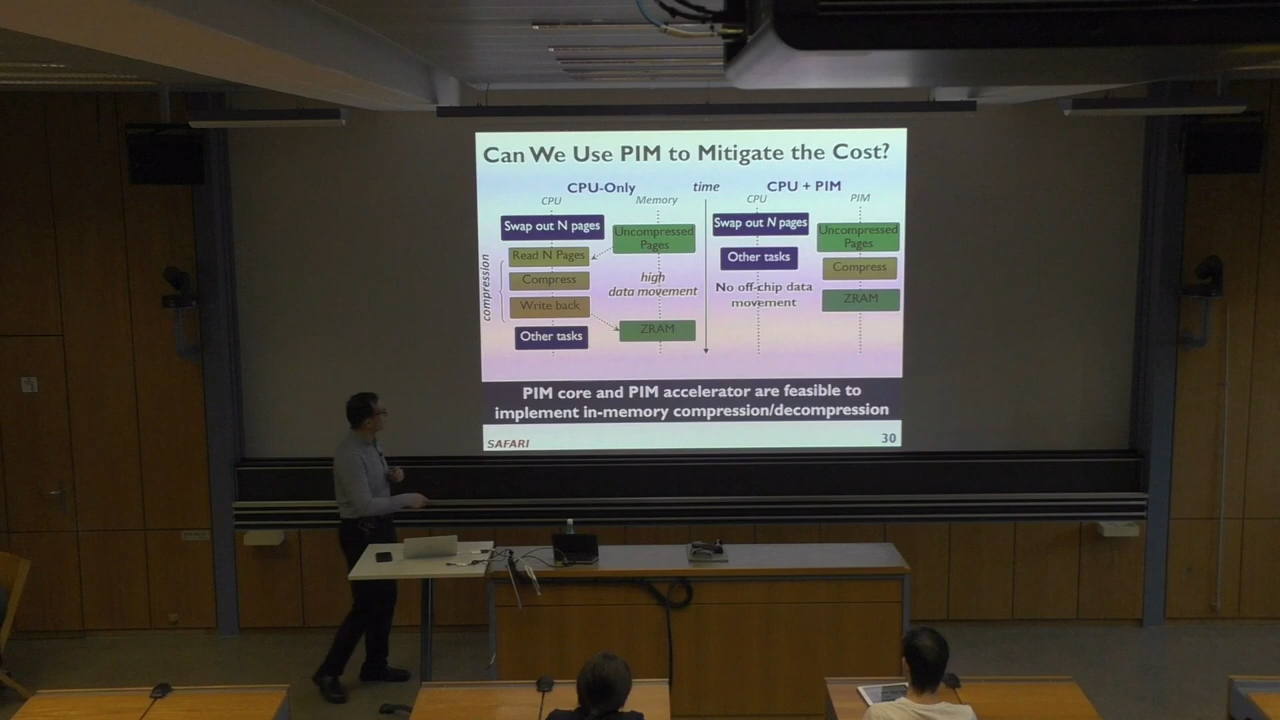 Can We Use PIM to Mitigate the Cost?
CPU-Only
time
CPU + PIM
CPU
Memory
CPU
PIM
Swap out N pages
Uncompressed
Pages
Read N Pages
Compress
Write back
compression
high
data movement
ZRAM
Other tasks
Swap out N pages
Other tasks
No off-chip data
movement
Uncompressed
Pages
Compress
ZRAM
PIM core and PIM accelerator are feasible to
implement in-memory compression/decompression
SAFARI
30